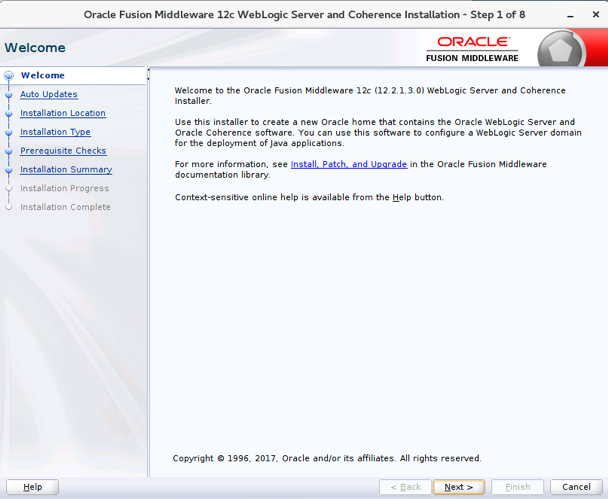 Oracle Fusion Middleware 12c WebLogic Server and Coherence Installation - Step 1 of 8
Welcome
ORACLE
FUSION MIDDLEWARE
Welcome
Auto Updates
Installation Location
Installation Type
Prerequisite Checks
Installation Summary
Installation Progress
Installation Complete
Welcome to the Oracle Fusion Middleware 12c (12.2.1.3.0) WebLogic Server and Coherence
Installer.
Use this installer to create a new Oracle home that contains the Oracle WebLogic Server and
Oracle Coherence software. You can use this software to configure a WebLogic Server domain
for the deployment of Java applications.
For more information, see Install, Patch, and Upgrade in the Oracle Fusion Middleware
documentation library.
Context-sensitive online help is available from the Help button.
Copyright © 1996, 2017, Oracle and/or its affiliates. All rights reserved.
Help
< Back
Next >
Finish
Cancel